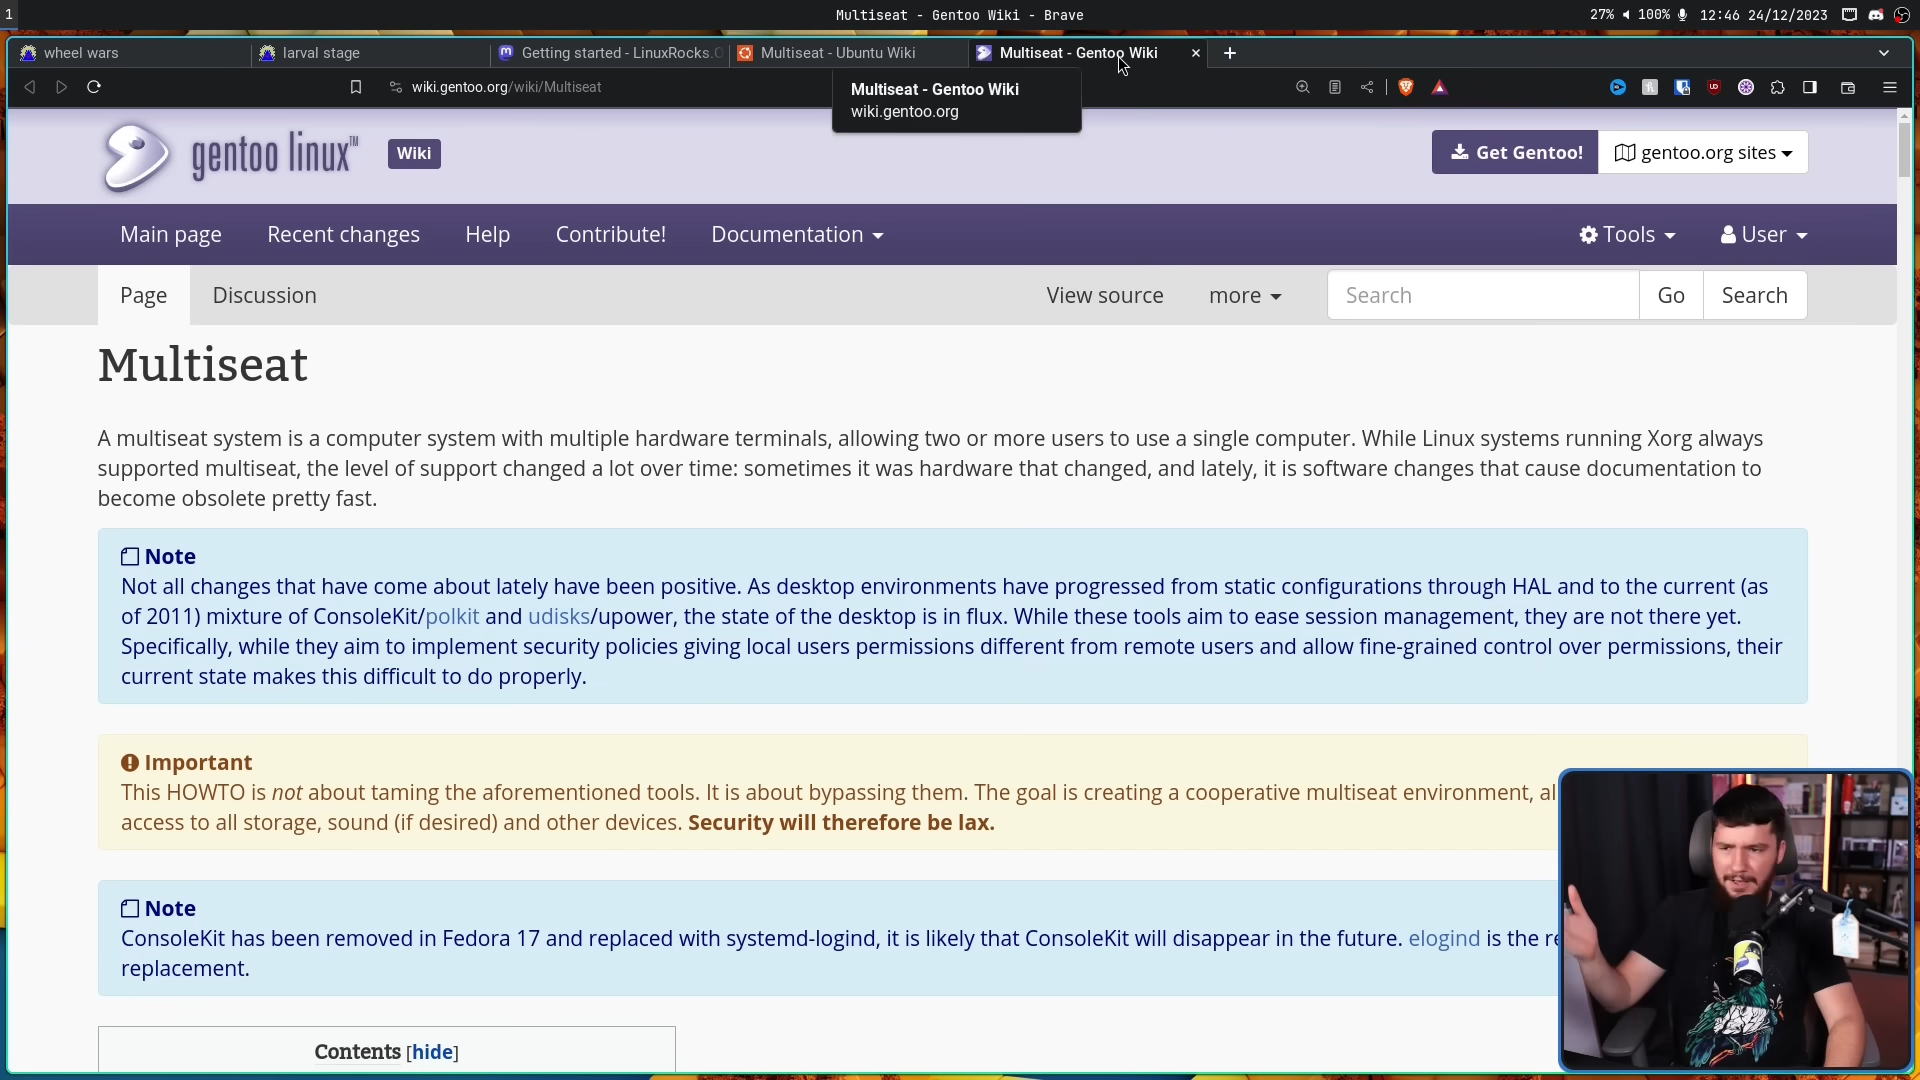 1
Multiseat - Gentoo Wiki - Brave
27% 100% 12:46 24/12/2023
wheel wars
larval stage
Getting started - LinuxRocks.O
Multiseat - Ubuntu Wiki
Multiseat - Gentoo Wiki
wiki.gentoo.org/wiki/Multiseat
Multiseat - Gentoo Wiki
wiki.gentoo.org
gentoo linux™
Wiki
Get Gentoo!
gentoo.org sites
Main page
Recent changes
Help
Contribute!
Documentation
Tools
User
Page
Discussion
View source
more
Search
Go
Search
Multiseat
A multiseat system is a computer system with multiple hardware terminals, allowing two or more users to use a single computer. While Linux systems running Xorg always
supported multiseat, the level of support changed a lot over time: sometimes it was hardware that changed, and lately, it is software changes that cause documentation to
become obsolete pretty fast.
Note
Not all changes that have come about lately have been positive. As desktop environments have progressed from static configurations through HAL and to the current (as
of 2011) mixture of ConsoleKit/polkit and udisks/upower, the state of the desktop is in flux. While these tools aim to ease session management, they are not there yet.
Specifically, while they aim to implement security policies giving local users permissions different from remote users and allow fine-grained control over permissions, their
current state makes this difficult to do properly.
Important
This HOWTO is not about taming the aforementioned tools. It is about bypassing them. The goal is creating a cooperative multiseat environment, al
access to all storage, sound (if desired) and other devices. Security will therefore be lax.
Note
ConsoleKit has been removed in Fedora 17 and replaced with systemd-logind, it is likely that ConsoleKit will disappear in the future. elogind is the re
replacement.
Contents [hide]